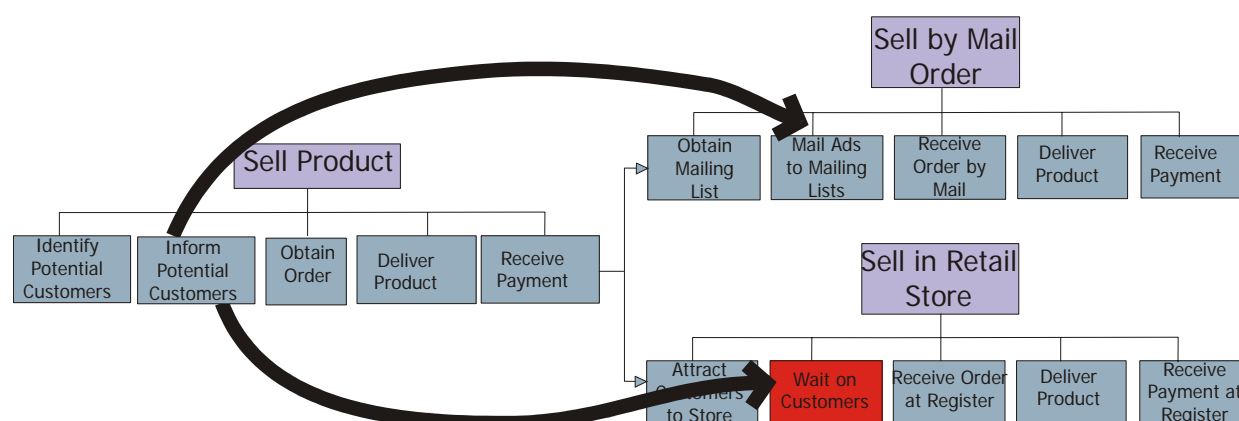 Sell Product
Identify
Potential
Customers
Inform
Potential
Customers
Obtain
Order
Deliver
Product
Receive
Payment
Sell by Mail
Order
Obtain
Mailing
List
Mail Ads
to Mailing
Lists
Receive
Order by
Mail
Deliver
Product
Receive
Payment
Sell in Retail
Store
Attract
Customers
to Store
Wait on
Customers
Receive Order
at Register
Deliver
Product
Receive
Payment at
Register